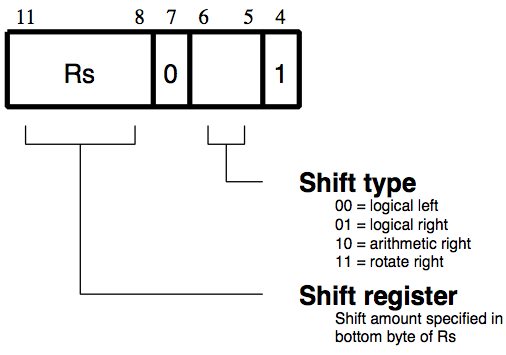 11 8 7 6 5 4
Rs 0 1
Shift type
00 = logical left
01 = logical right
10 = arithmetic right
11 = rotate right
Shift register
Shift amount specified in
bottom byte of Rs